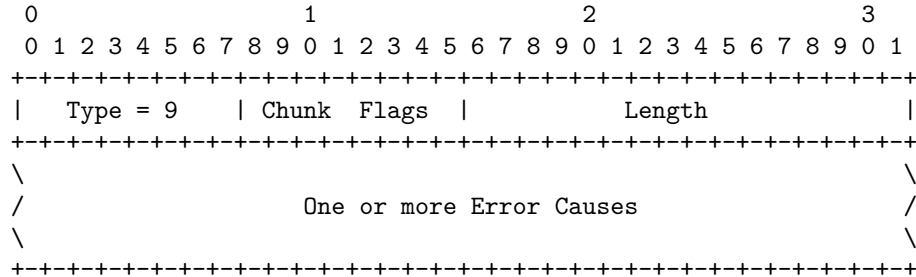 0                   1                   2                   3
 0 1 2 3 4 5 6 7 8 9 0 1 2 3 4 5 6 7 8 9 0 1 2 3 4 5 6 7 8 9 0 1
+-+-+-+-+-+-+-+-+-+-+-+-+-+-+-+-+-+-+-+-+-+-+-+-+-+-+-+-+-+-+-+-+
|   Type = 9    | Chunk  Flags  |           Length              |
+-+-+-+-+-+-+-+-+-+-+-+-+-+-+-+-+-+-+-+-+-+-+-+-+-+-+-+-+-+-+-+-+
\                                                               \
/                    One or more Error Causes                   /
\                                                               \
+-+-+-+-+-+-+-+-+-+-+-+-+-+-+-+-+-+-+-+-+-+-+-+-+-+-+-+-+-+-+-+-+